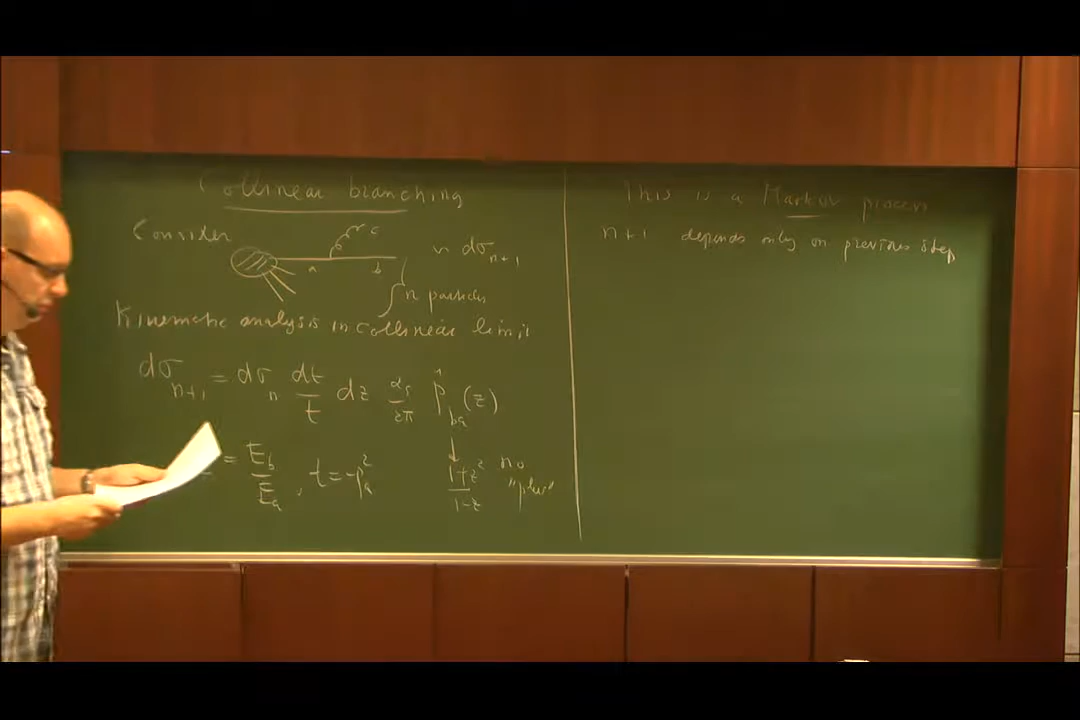 Collinear branching
Consider
a
b
c
~ dσ_{n+1}
n particles
Kinematic analysis in collinear limit
dσ_{n+1} = dσ_n dt/t dz α_s/2π P̂_{ba}(z)
= E_b/E_a, t = -p_a^2
1+z^2/1-z no "plus"
This is a Markov process
n+1 depends only on previous step